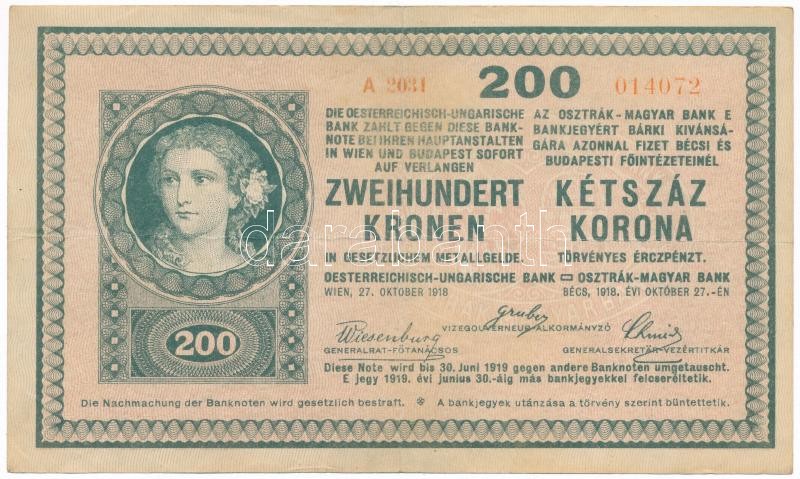 A 2031 200 014072
DIE OESTERREICHISCH-UNGARISCHE
BANK ZAHLT GEGEN DIESE BANK-
NOTE BEI IHREN HAUPTANSTALTEN
IN WIEN UND BUDAPEST SOFORT
AUF VERLANGEN
ZWEIHUNDERT
KRONEN
IN GESETZLICHEM METALLGELDE.
OESTERREICHISCH-UNGARISCHE BANK
WIEN, 27. OKTOBER 1918
AZ OSZTRÁK-MAGYAR BANK E
BANKJEGYÉRT BÁRKI KIVÁNSÁ-
GÁRA AZONNAL FIZET BÉCSI ÉS
BUDAPESTI FŐINTÉZETEINÉL
KÉTSZÁZ
KORONA
TÖRVÉNYES ÉRCZPÉNZT.
OSZTRÁK-MAGYAR BANK
BÉCS, 1918. ÉVI OKTÓBER 27.-ÉN
Gruber
VIZEGOUVERNEUR-ALKORMÁNYZÓ
Wiesenburg
GENERALRAT-FŐTANÁCSOS
Schmid
GENERALSEKRETÄR-VEZÉRTITKÁR
200
Diese Note wird bis 30. Juni 1919 gegen andere Banknoten umgetauscht.
E jegy 1919. évi junius 30.-áig más bankjegyekkel felcseréltetik.
Die Nachmachung der Banknoten wird gesetzlich bestraft. A bankjegyek utánzása a törvény szerint büntettetik.
darabanth